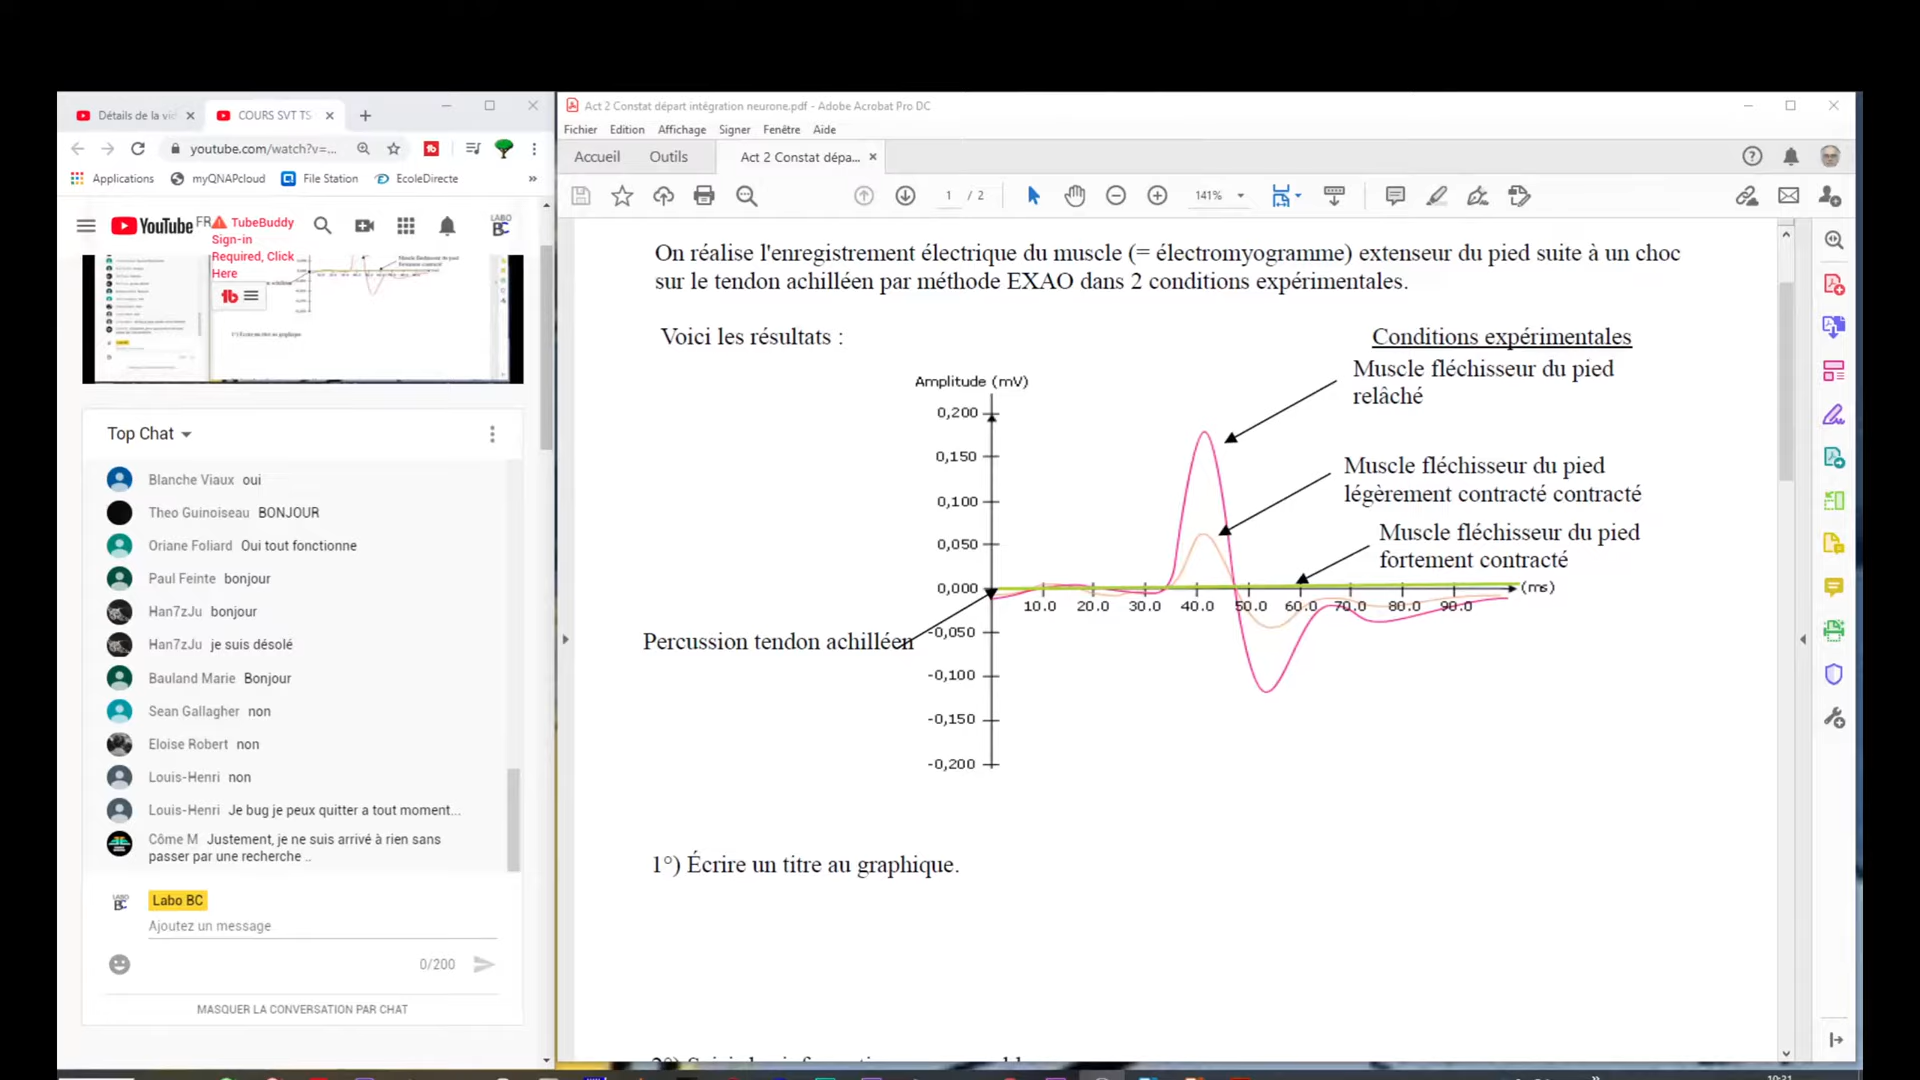 Détails de la vid
COURS SVT TS
youtube.com/watch?v=...
Applications
myQNAPcloud
File Station
EcoleDirecte
»
YouTube FR
TubeBuddy
Sign-in
Required, Click
Here
LABO
BC
Top Chat
Blanche Viaux oui
Theo Guinoiseau BONJOUR
Oriane Foliard Oui tout fonctionne
Paul Feinte bonjour
Han7zJu bonjour
Han7zJu je suis désolé
Bauland Marie Bonjour
Sean Gallagher non
Eloise Robert non
Louis-Henri non
Louis-Henri Je bug je peux quitter a tout moment...
Côme M Justement, je ne suis arrivé à rien sans
passer par une recherche ..
LABO
BC
Labo BC
Ajoutez un message
0/200
MASQUER LA CONVERSATION PAR CHAT
Act 2 Constat départ intégration neurone.pdf - Adobe Acrobat Pro DC
Fichier Edition Affichage Signer Fenêtre Aide
Accueil Outils Act 2 Constat dépa...
1 / 2
141%
On réalise l'enregistrement électrique du muscle (= électromyogramme) extenseur du pied suite à un choc
sur le tendon achilléen par méthode EXAO dans 2 conditions expérimentales.
Voici les résultats :
Conditions expérimentales
Muscle fléchisseur du pied
relâché
Muscle fléchisseur du pied
légèrement contracté contracté
Muscle fléchisseur du pied
fortement contracté
Amplitude (mV)
0,200
0,150
0,100
0,050
0,000
-0,050
-0,100
-0,150
-0,200
10.0 20.0 30.0 40.0 50.0 60.0 70.0 80.0 90.0
(ms)
Percussion tendon achilléen
1°) Écrire un titre au graphique.